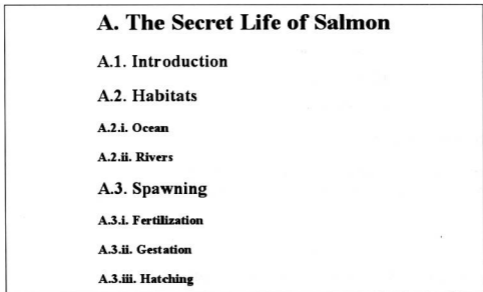 A. The Secret Life of Salmon
A.1. Introduction
A.2. Habitats
A.2.i. Ocean
A.2.ii. Rivers
A.3. Spawning
A.3.i. Fertilization
A.3.ii. Gestation
A.3.iii. Hatching